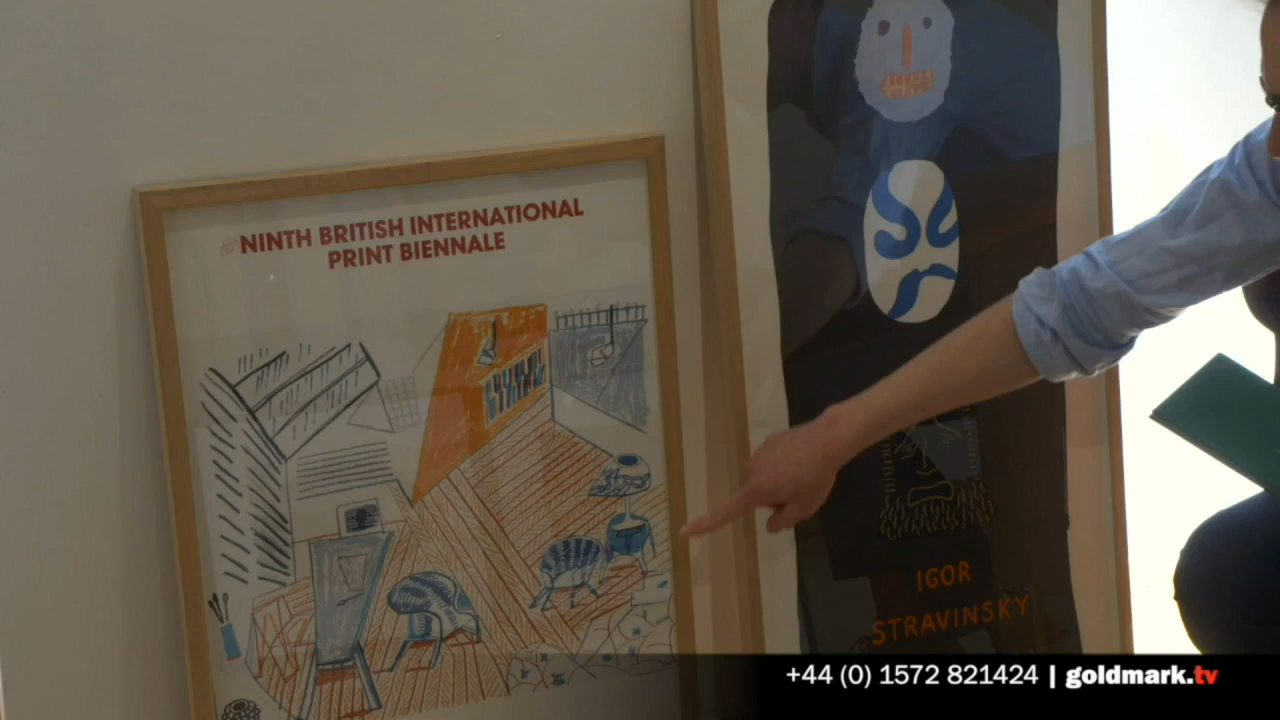 NINTH BRITISH INTERNATIONAL
PRINT BIENNALE
IGOR
STRAVINSKY
+44 (0) 1572 821424 | goldmark.tv